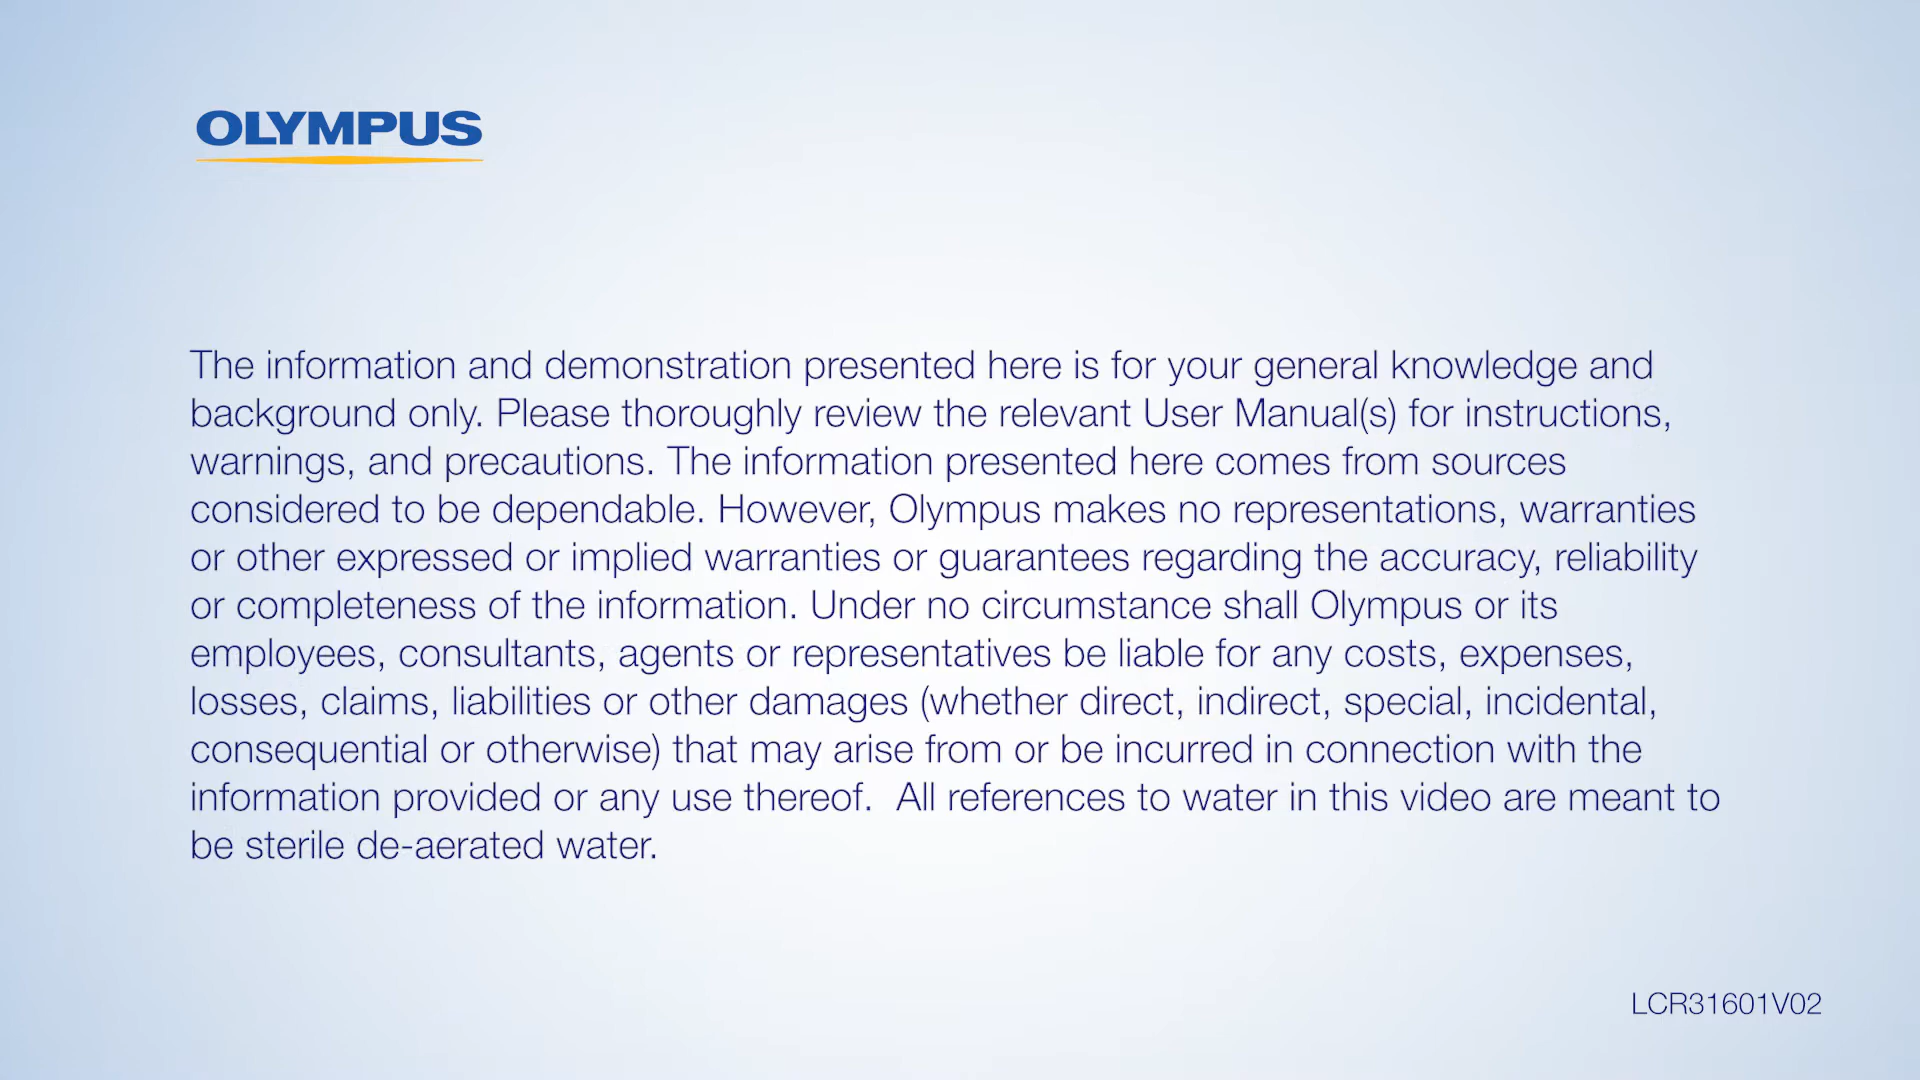 OLYMPUS
The information and demonstration presented here is for your general knowledge and
background only. Please thoroughly review the relevant User Manual(s) for instructions,
warnings, and precautions. The information presented here comes from sources
considered to be dependable. However, Olympus makes no representations, warranties
or other expressed or implied warranties or guarantees regarding the accuracy, reliability
or completeness of the information. Under no circumstance shall Olympus or its
employees, consultants, agents or representatives be liable for any costs, expenses,
losses, claims, liabilities or other damages (whether direct, indirect, special, incidental,
consequential or otherwise) that may arise from or be incurred in connection with the
information provided or any use thereof.  All references to water in this video are meant to
be sterile de-aerated water.
LCR31601V02